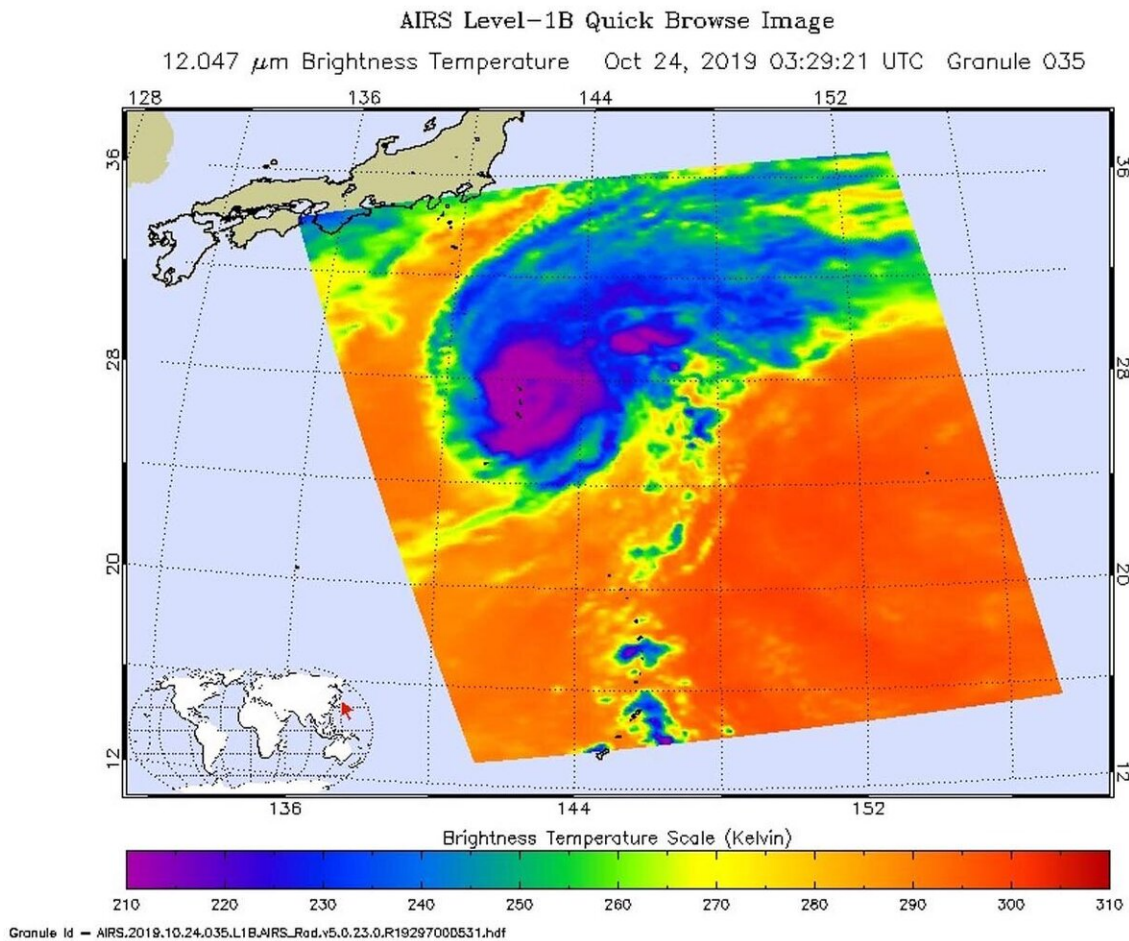 AIRS Level-1B Quick Browse Image
12.047 μm Brightness Temperature Oct 24, 2019 03:29:21 UTC Granule 035
128 136 144 152
36 36
28 28
20 20
12 12
136 144 152
Brightness Temperature Scale (Kelvin)
210 220 230 240 250 260 270 280 290 300 310
Granule Id – AIRS.2019.10.24.035.L1B.AIRS_Rad.v5.0.23.0.R19297000531.hdf